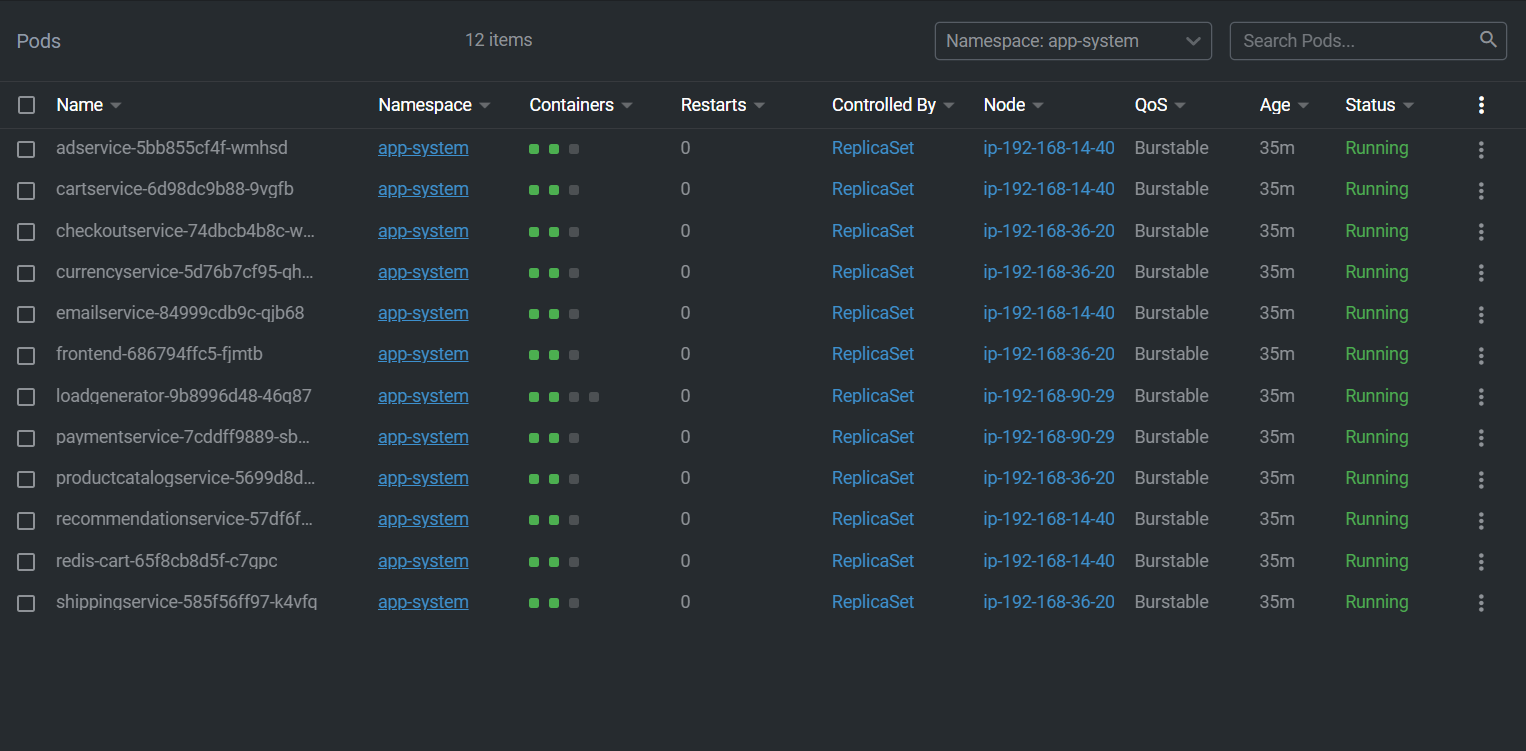 Pods 12 items Namespace: app-system Search Pods...
Name Namespace Containers Restarts Controlled By Node QoS Age Status
adservice-5bb855cf4f-wmhsd app-system 0 ReplicaSet ip-192-168-14-40 Burstable 35m Running
cartservice-6d98dc9b88-9vgfb app-system 0 ReplicaSet ip-192-168-14-40 Burstable 35m Running
checkoutservice-74dbcb4b8c-w... app-system 0 ReplicaSet ip-192-168-36-20 Burstable 35m Running
currencyservice-5d76b7cf95-qh... app-system 0 ReplicaSet ip-192-168-36-20 Burstable 35m Running
emailservice-84999cdb9c-qjb68 app-system 0 ReplicaSet ip-192-168-14-40 Burstable 35m Running
frontend-686794ffc5-fjmtb app-system 0 ReplicaSet ip-192-168-36-20 Burstable 35m Running
loadgenerator-9b8996d48-46q87 app-system 0 ReplicaSet ip-192-168-90-29 Burstable 35m Running
paymentservice-7cddff9889-sb... app-system 0 ReplicaSet ip-192-168-90-29 Burstable 35m Running
productcatalogservice-5699d8d... app-system 0 ReplicaSet ip-192-168-36-20 Burstable 35m Running
recommendationservice-57df6f... app-system 0 ReplicaSet ip-192-168-14-40 Burstable 35m Running
redis-cart-65f8cb8d5f-c7qpc app-system 0 ReplicaSet ip-192-168-14-40 Burstable 35m Running
shippingservice-585f56ff97-k4vfq app-system 0 ReplicaSet ip-192-168-36-20 Burstable 35m Running